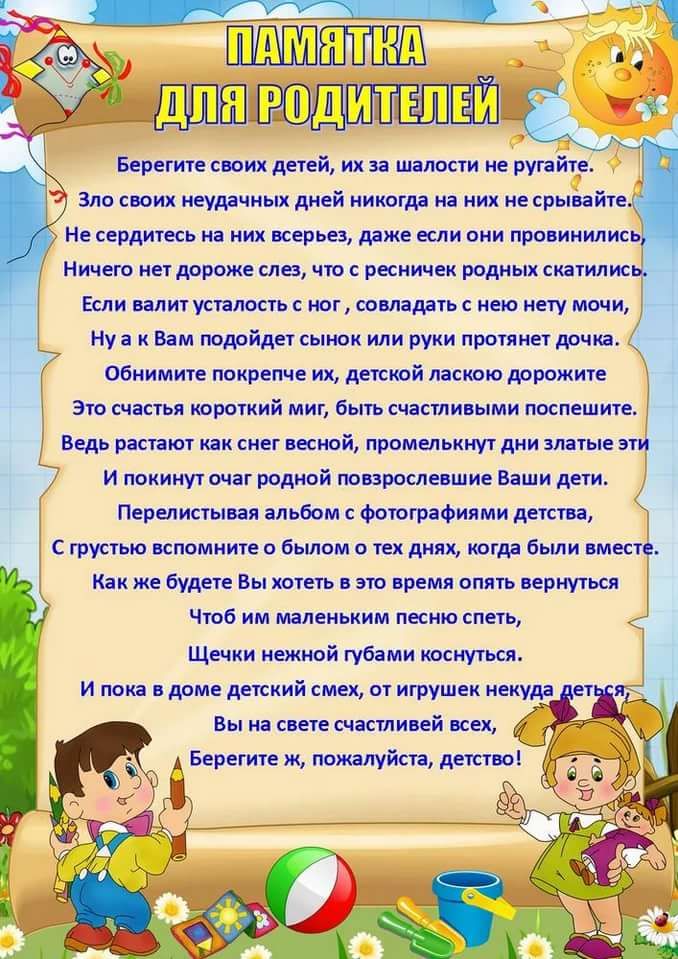 ПАМЯТКА
ДЛЯ РОДИТЕЛЕЙ
Берегите своих детей, их за шалости не ругайте.
Зло своих неудачных дней никогда на них не срывайте.
Не сердитесь на них всерьез, даже если они провинились,
Ничего нет дороже слез, что с ресничек родных скатились.
Если валит усталость с ног , совладать с нею нету мочи,
Ну а к Вам подойдет сынок или руки протянет дочка.
Обнимите покрепче их, детской ласкою дорожите
Это счастья короткий миг, быть счастливыми поспешите.
Ведь растают как снег весной, промелькнут дни златые эти
И покинут очаг родной повзрослевшие Ваши дети.
Перелистывая альбом с фотографиями детства,
С грустью вспомните о былом о тех днях, когда были вместе.
Как же будете Вы хотеть в это время опять вернуться
Чтоб им маленьким песню спеть,
Щечки нежной губами коснуться.
И пока в доме детский смех, от игрушек некуда деться,
Вы на свете счастливей всех,
Берегите ж, пожалуйста, детство!